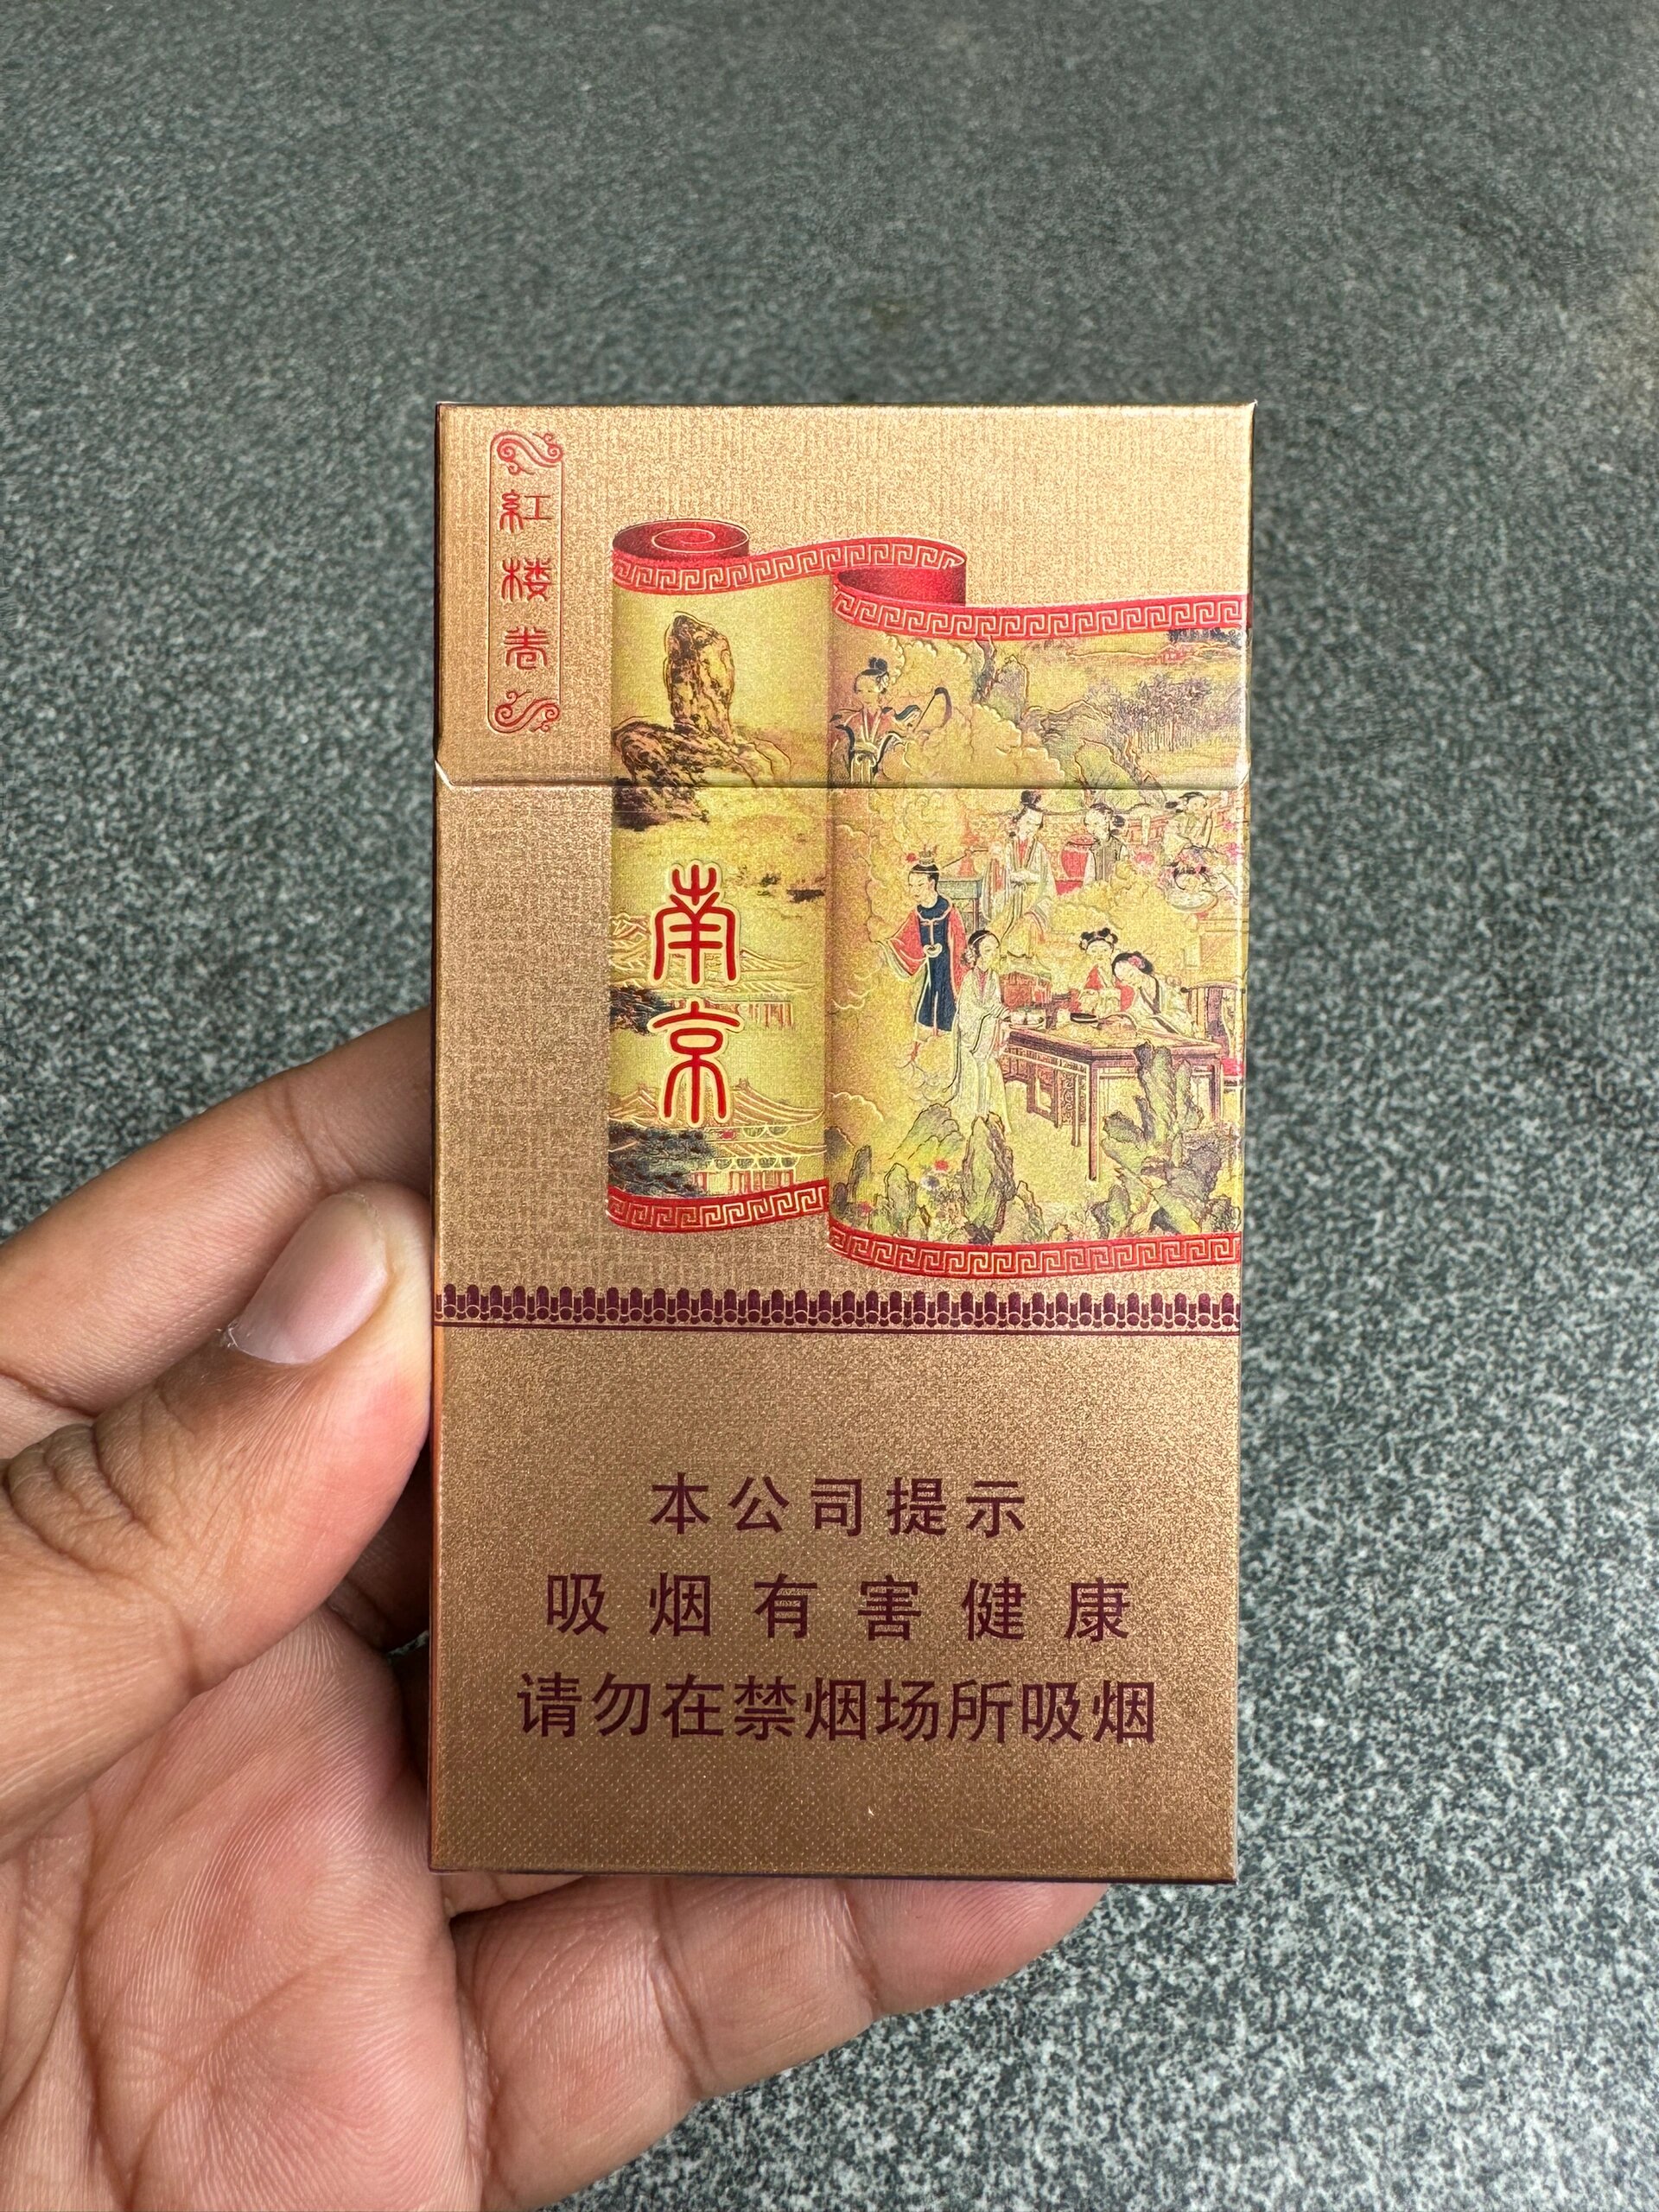 紅楼卷
南京
本公司提示
吸烟有害健康
请勿在禁烟场所吸烟